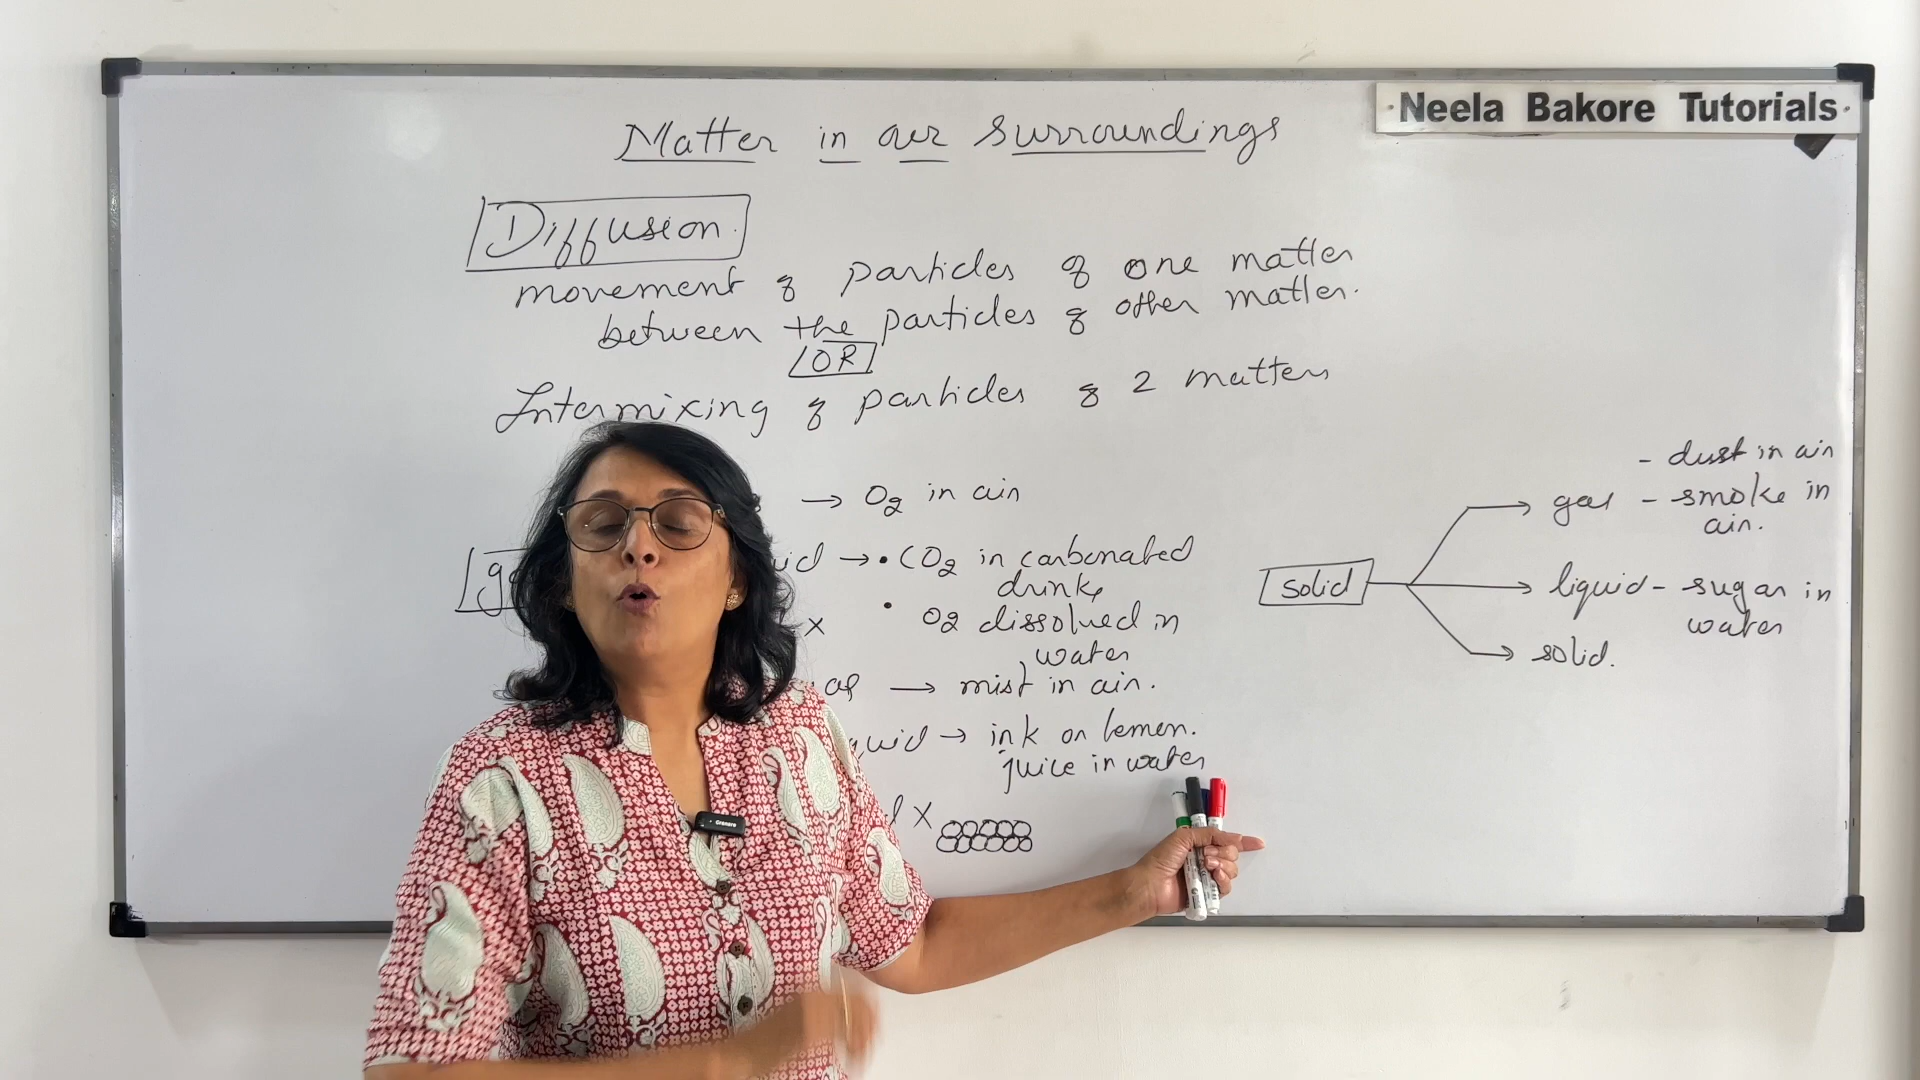 Neela Bakore Tutorials
Matter in our surroundings
Diffusion
movement of particles of one matter
between the particles of other matter.
OR
Intermixing of particles of 2 matters
→ O2 in air
→ • CO2 in carbonated
drinks
• O2 dissolved in
water
x
→ mist in air.
→ ink or lemon.
juice in water
X
solid
→ gas
- dust in air
- smoke in
air.
→ liquid - sugar in
water
→ solid.